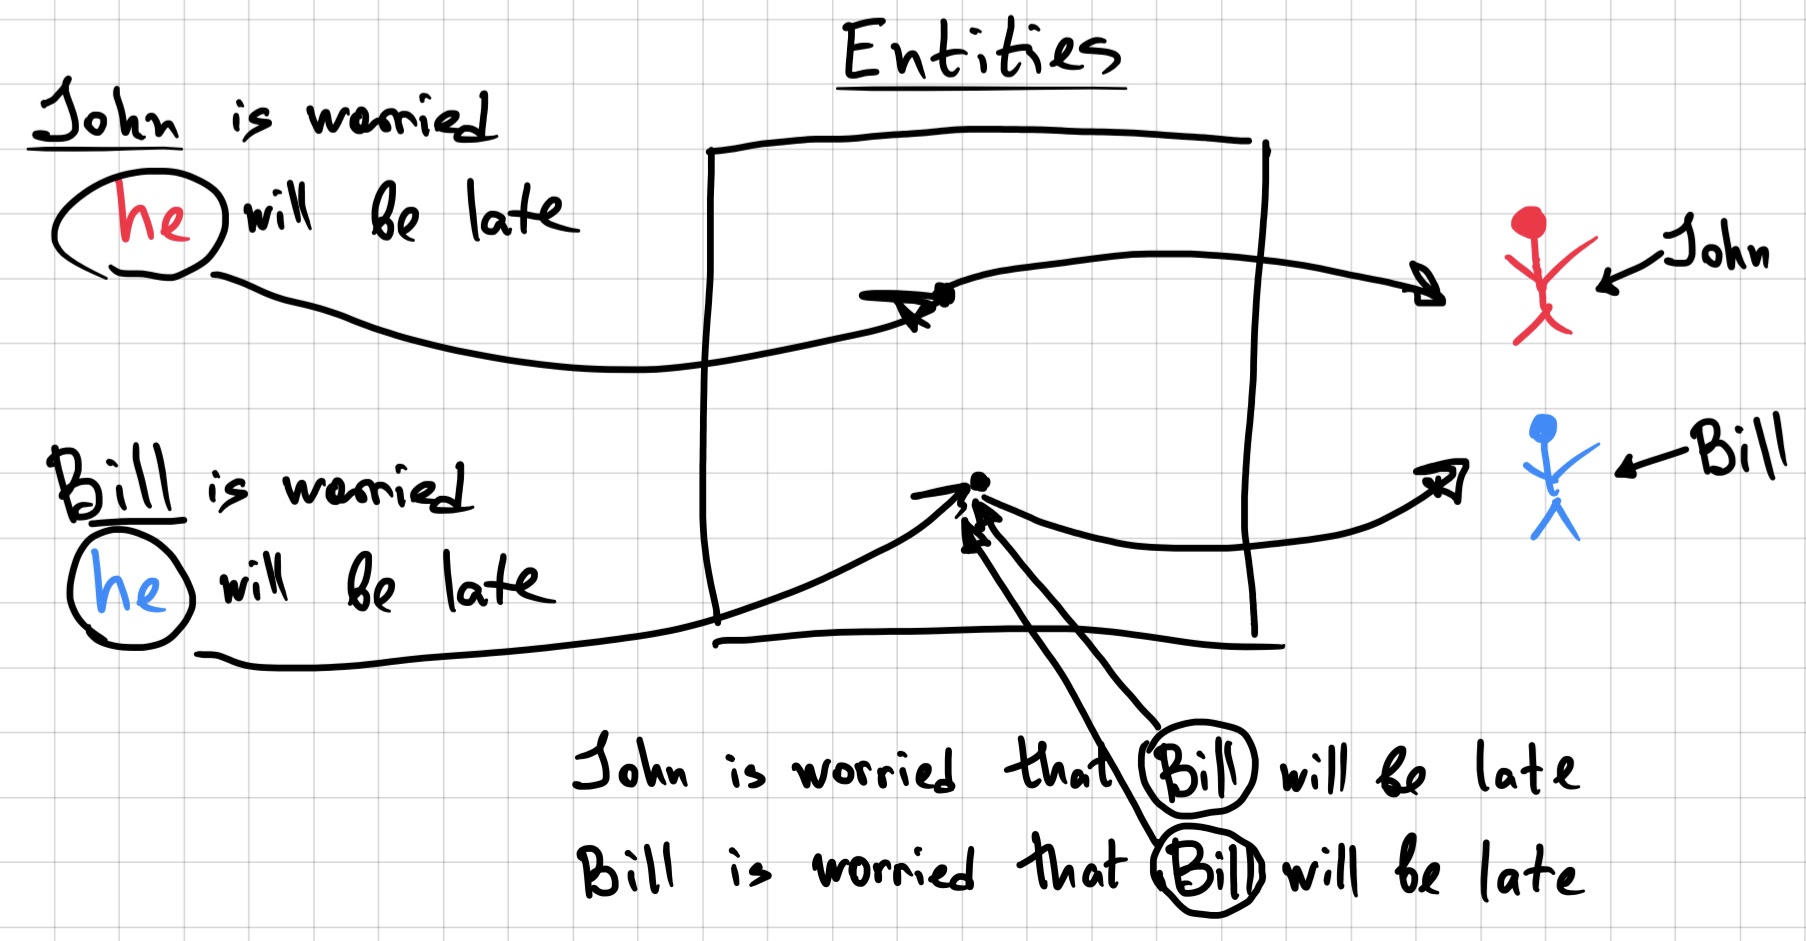 Entities
John is worried
he will be late
John
Bill is worried
he will be late
Bill
John is worried that Bill will be late
Bill is worried that Bill will be late